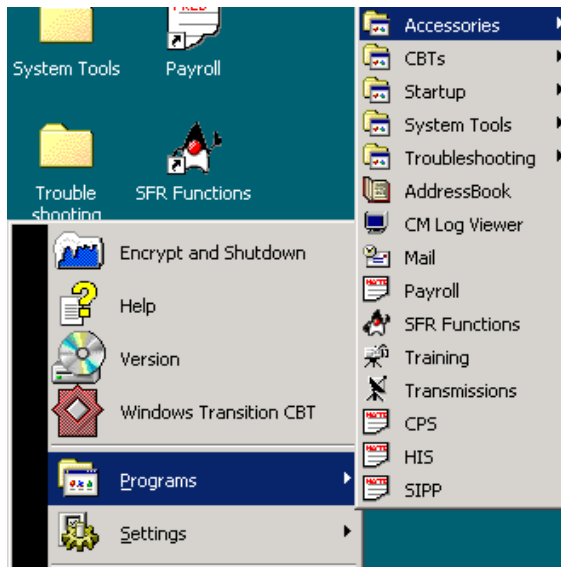 System Tools
Payroll
Trouble
shooting
SFR Functions
Encrypt and Shutdown
Help
Version
Windows Transition CBT
Programs
Settings
Accessories
CBTs
Startup
System Tools
Troubleshooting
AddressBook
CM Log Viewer
Mail
Payroll
SFR Functions
Training
Transmissions
CPS
HIS
SIPP